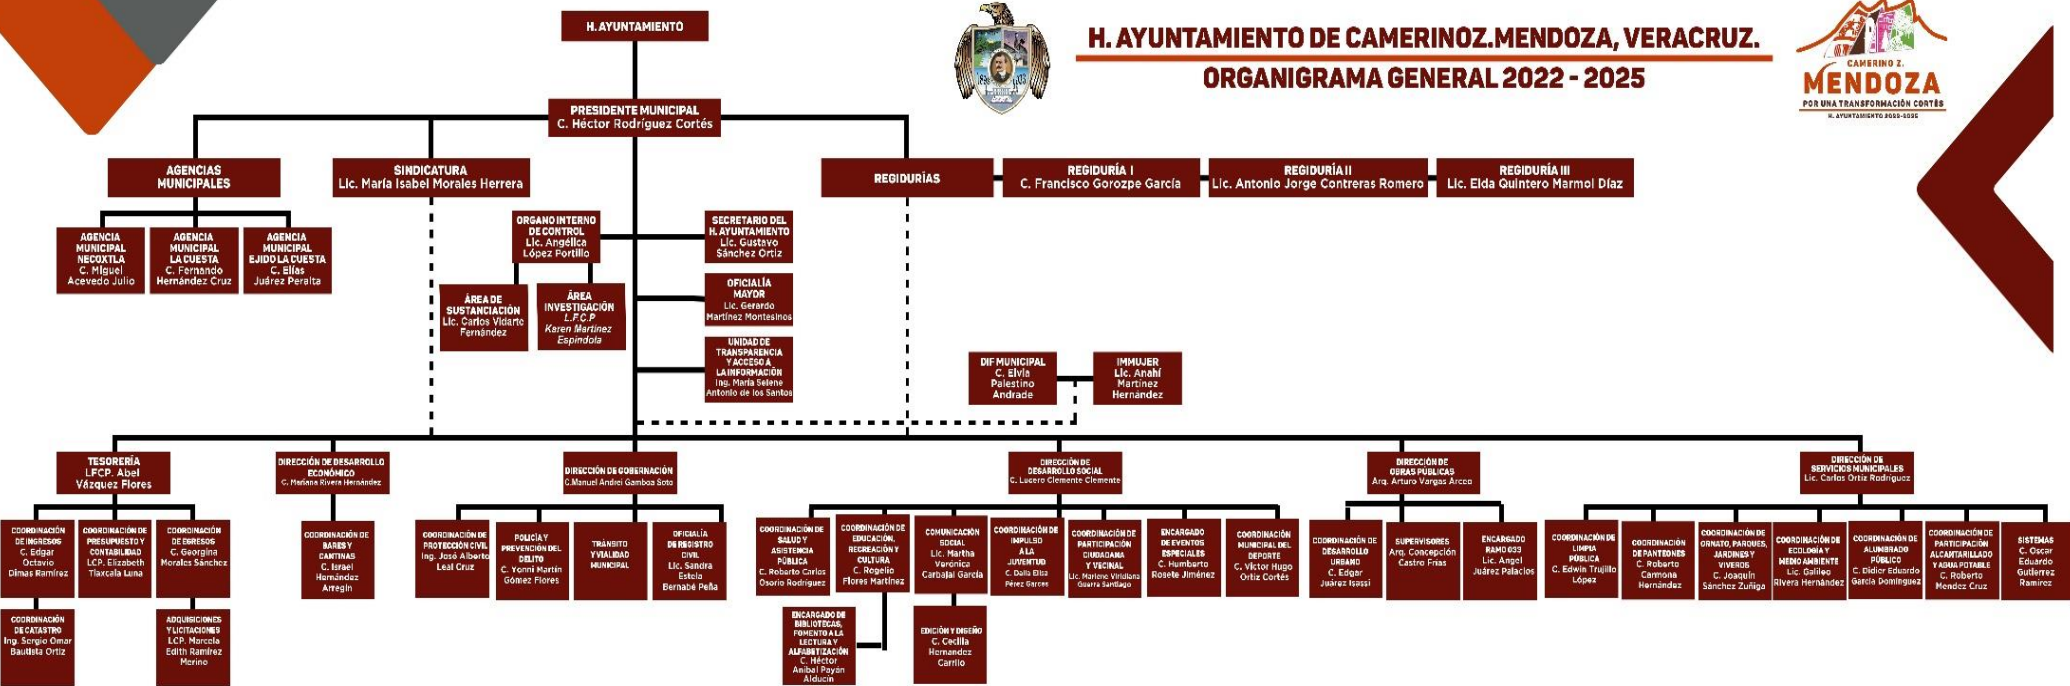 H. AYUNTAMIENTO
H. AYUNTAMIENTO DE CAMERINOZ.MENDOZA, VERACRUZ.
ORGANIGRAMA GENERAL 2022 - 2025
CAMERINO Z.
MENDOZA
POR UNA TRANSFORMACIÓN CORTÉS
H. AYUNTAMIENTO 2022-2025
PRESIDENTE MUNICIPAL
C. Héctor Rodríguez Cortés
AGENCIAS
MUNICIPALES
SINDICATURA
Lic. María Isabel Morales Herrera
REGIDURÍAS
REGIDURÍA I
C. Francisco Gorozpe García
REGIDURÍA II
Lic. Antonio Jorge Contreras Romero
REGIDURÍA III
Lic. Elda Quintero Marmol Díaz
AGENCIA
MUNICIPAL
NECOXTLA
C. Miguel
Acevedo Julio
AGENCIA
MUNICIPAL
LA CUESTA
C. Fernando
Hernández Cruz
AGENCIA
MUNICIPAL
EJIDO LA CUESTA
C. Elías
Juárez Peralta
ORGANO INTERNO
DE CONTROL
Lic. Angélica
López Portillo
SECRETARIO DEL
H. AYUNTAMIENTO
Lic. Gustavo
Sánchez Ortiz
ÁREA DE
SUSTANCIACIÓN
Lic. Carlos Vidarte
Fernández
ÁREA
INVESTIGACIÓN
L.F.C.P
Karen Martínez
Espindola
OFICIALÍA
MAYOR
Lic. Gerardo
Martínez Montesinos
UNIDAD DE
TRANSPARENCIA
Y ACCESO A
LA INFORMACIÓN
Ing. María Selene
Antonio de los Santos
DIF MUNICIPAL
C. Elvia
Palestino
Andrade
IMMUJER
Lic. Anahí
Martínez
Hernández
TESORERÍA
LFCP. Abel
Vázquez Flores
DIRECCIÓN DE DESARROLLO
ECONÓMICO
C. Mariana Rivera Hernández
DIRECCIÓN DE GOBERNACIÓN
C.Manuel Andrei Gamboa Soto
DIRECCIÓN DE
DESARROLLO SOCIAL
C. Lucero Clemente Clemente
DIRECCIÓN DE
OBRAS PÚBLICAS
Arq. Arturo Vargas Arceo
DIRECCIÓN DE
SERVICIOS MUNICIPALES
Lic. Carlos Ortiz Rodríguez
COORDINACIÓN
DE INGRESOS
C. Edgar
Octavio
Dimas Ramírez
COORDINACIÓN DE
PRESUPUESTO Y
CONTABILIDAD
LCP. Elizabeth
Tlaxcala Luna
COORDINACIÓN
DE EGRESOS
C. Georgina
Morales Sánchez
COORDINACIÓN DE
BARES Y
CANTINAS
C. Israel
Hernández
Arregin
COORDINACIÓN DE
PROTECCIÓN CIVIL
Ing. José Alberto
Leal Cruz
POLICÍA Y
PREVENCIÓN DEL
DELITO
C. Yonni Martín
Gómez Flores
TRÁNSITO
Y VIALIDAD
MUNICIPAL
OFICIALÍA
DE REGISTRO
CIVIL
Lic. Sandra
Estela
Bernabé Peña
COORDINACIÓN DE
SALUD Y
ASISTENCIA
PÚBLICA
C. Roberto Carlos
Osorio Rodríguez
COORDINACIÓN DE
EDUCACIÓN,
RECREACIÓN Y
CULTURA
C. Rogelio
Flores Martínez
COMUNICACIÓN
SOCIAL
Lic. Martha
Verónica
Carbajal García
COORDINACIÓN DE
IMPULSO
A LA
JUVENTUD
C. Dalia Elisa
Pérez Garces
COORDINACIÓN DE
PARTICIPACIÓN
CIUDADANA
Y VECINAL
Lic. Marlene Viridiana
Guerra Santiago
ENCARGADO
DE EVENTOS
ESPECIALES
C. Humberto
Rosete Jiménez
COORDINACIÓN
MUNICIPAL DEL
DEPORTE
C. Victor Hugo
Ortiz Cortés
COORDINACIÓN DE
DESARROLLO
URBANO
C. Edgar
Juárez Isassi
SUPERVISORES
Arq. Concepción
Castro Frías
ENCARGADO
RAMO 033
Lic. Angel
Juárez Palacios
COORDINACIÓN DE
LIMPIA
PÚBLICA
C. Edwin Trujillo
López
COORDINACIÓN
DE PANTEONES
C. Roberto
Carmona
Hernández
COORDINACIÓN DE
ORNATO, PARQUES,
JARDINES Y
VIVEROS
C. Joaquín
Sánchez Zuñiga
COORDINACIÓN DE
ECOLOGÍA Y
MEDIO AMBIENTE
Lic. Galileo
Rivera Hernández
COORDINACIÓN DE
ALUMBRADO
PÚBLICO
C. Didier Eduardo
García Domínguez
COORDINACIÓN DE
PARTICIPACIÓN
ALCANTARILLADO
Y AGUA POTABLE
C. Roberto
Mendez Cruz
SISTEMAS
C. Oscar
Eduardo
Gutierrez
Ramírez
COORDINACIÓN
DE CATASTRO
Ing. Sergio Omar
Bautista Ortiz
ADQUISICIONES
Y LICITACIONES
LCP. Marcela
Edith Ramírez
Merino
ENCARGADO DE
BIBLIOTECAS,
FOMENTO A LA
LECTURA Y
ALFABETIZACIÓN
C. Héctor
Anibal Payán
Alducin
EDICIÓN Y DISEÑO
C. Cecilia
Hernandez
Carrillo